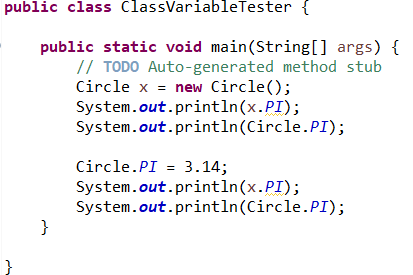 public class ClassVariableTester {
public static void main(String[] args) {
// TODO Auto-generated method stub
Circle x = new Circle();
System.out.println(x.PI);
System.out.println(Circle.PI);
Circle.PI = 3.14;
System.out.println(x.PI);
System.out.println(Circle.PI);
}
}